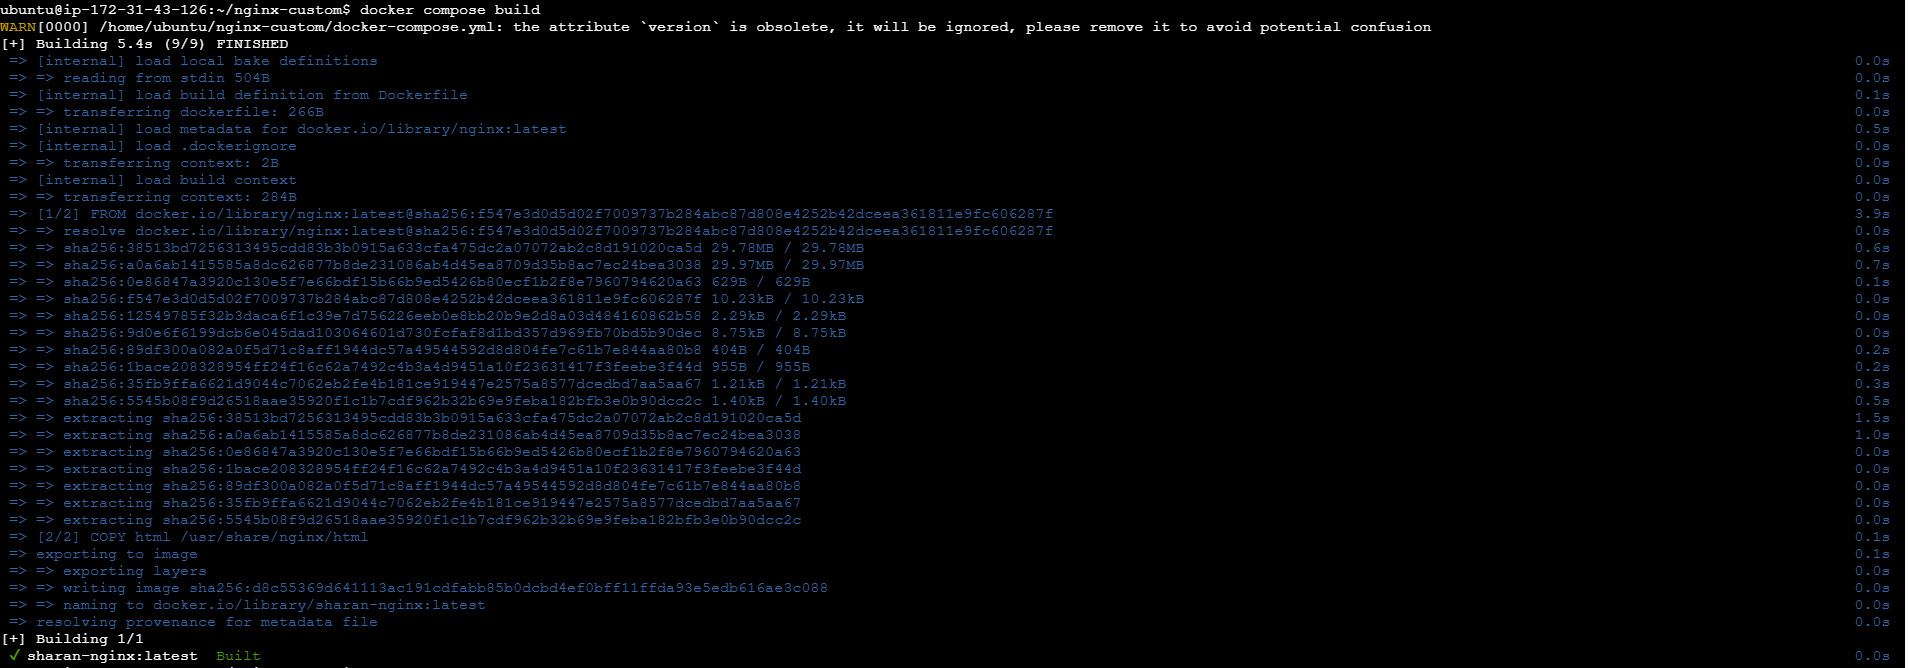 ubuntu@ip-172-31-43-126:~/nginx-custom$ docker compose build
WARN[0000] /home/ubuntu/nginx-custom/docker-compose.yml: the attribute `version` is obsolete, it will be ignored, please remove it to avoid potential confusion
[+] Building 5.4s (9/9) FINISHED
=> [internal] load local bake definitions 0.0s
=> => reading from stdin 504B 0.0s
=> [internal] load build definition from Dockerfile 0.1s
=> => transferring dockerfile: 266B 0.0s
=> [internal] load metadata for docker.io/library/nginx:latest 0.5s
=> [internal] load .dockerignore 0.0s
=> => transferring context: 2B 0.0s
=> [internal] load build context 0.0s
=> => transferring context: 284B 0.0s
=> [1/2] FROM docker.io/library/nginx:latest@sha256:f547e3d0d5d02f7009737b284abc87d808e4252b42dceea361811e9fc606287f 3.9s
=> => resolve docker.io/library/nginx:latest@sha256:f547e3d0d5d02f7009737b284abc87d808e4252b42dceea361811e9fc606287f 0.0s
=> => sha256:38513bd7256313495cdd83b3b0915a633cfa475dc2a07072ab2c8d191020ca5d 29.78MB / 29.78MB 0.6s
=> => sha256:a0a6ab1415585a8dc626877b8de231086ab4d45ea8709d35b8ac7ec24bea3038 29.97MB / 29.97MB 0.7s
=> => sha256:0e86847a3920c130e5f7e66bdf15b66b9ed5426b80ecf1b2f8e7960794620a63 629B / 629B 0.1s
=> => sha256:f547e3d0d5d02f7009737b284abc87d808e4252b42dceea361811e9fc606287f 10.23kB / 10.23kB 0.0s
=> => sha256:12549785f32b3daca6f1c39e7d756226eeb0e8bb20b9e2d8a03d484160862b58 2.29kB / 2.29kB 0.0s
=> => sha256:9d0e6f6199dcb6e045dad103064601d730fcfaf8d1bd357d969fb70bd5b90dec 8.75kB / 8.75kB 0.0s
=> => sha256:89df300a082a0f5d71c8aff1944dc57a49544592d8d804fe7c61b7e844aa80b8 404B / 404B 0.2s
=> => sha256:1bace208328954ff24f16c62a7492c4b3a4d9451a10f23631417f3feebe3f44d 955B / 955B 0.2s
=> => sha256:35fb9ffa6621d9044c7062eb2fe4b181ce919447e2575a8577dcedbd7aa5aa67 1.21kB / 1.21kB 0.3s
=> => sha256:5545b08f9d26518aae35920f1c1b7cdf962b32b69e9feba182bfb3e0b90dcc2c 1.40kB / 1.40kB 0.5s
=> => extracting sha256:38513bd7256313495cdd83b3b0915a633cfa475dc2a07072ab2c8d191020ca5d 1.5s
=> => extracting sha256:a0a6ab1415585a8dc626877b8de231086ab4d45ea8709d35b8ac7ec24bea3038 1.0s
=> => extracting sha256:0e86847a3920c130e5f7e66bdf15b66b9ed5426b80ecf1b2f8e7960794620a63 0.0s
=> => extracting sha256:1bace208328954ff24f16c62a7492c4b3a4d9451a10f23631417f3feebe3f44d 0.0s
=> => extracting sha256:89df300a082a0f5d71c8aff1944dc57a49544592d8d804fe7c61b7e844aa80b8 0.0s
=> => extracting sha256:35fb9ffa6621d9044c7062eb2fe4b181ce919447e2575a8577dcedbd7aa5aa67 0.0s
=> => extracting sha256:5545b08f9d26518aae35920f1c1b7cdf962b32b69e9feba182bfb3e0b90dcc2c 0.0s
=> [2/2] COPY html /usr/share/nginx/html 0.1s
=> exporting to image 0.1s
=> => exporting layers 0.0s
=> => writing image sha256:d8c55369d641113ac191cdfabb85b0dcbd4ef0bff11ffda93e5edb616ae3c088 0.0s
=> => naming to docker.io/library/sharan-nginx:latest 0.0s
=> resolving provenance for metadata file 0.0s
[+] Building 1/1
✓ sharan-nginx:latest Built 0.0s